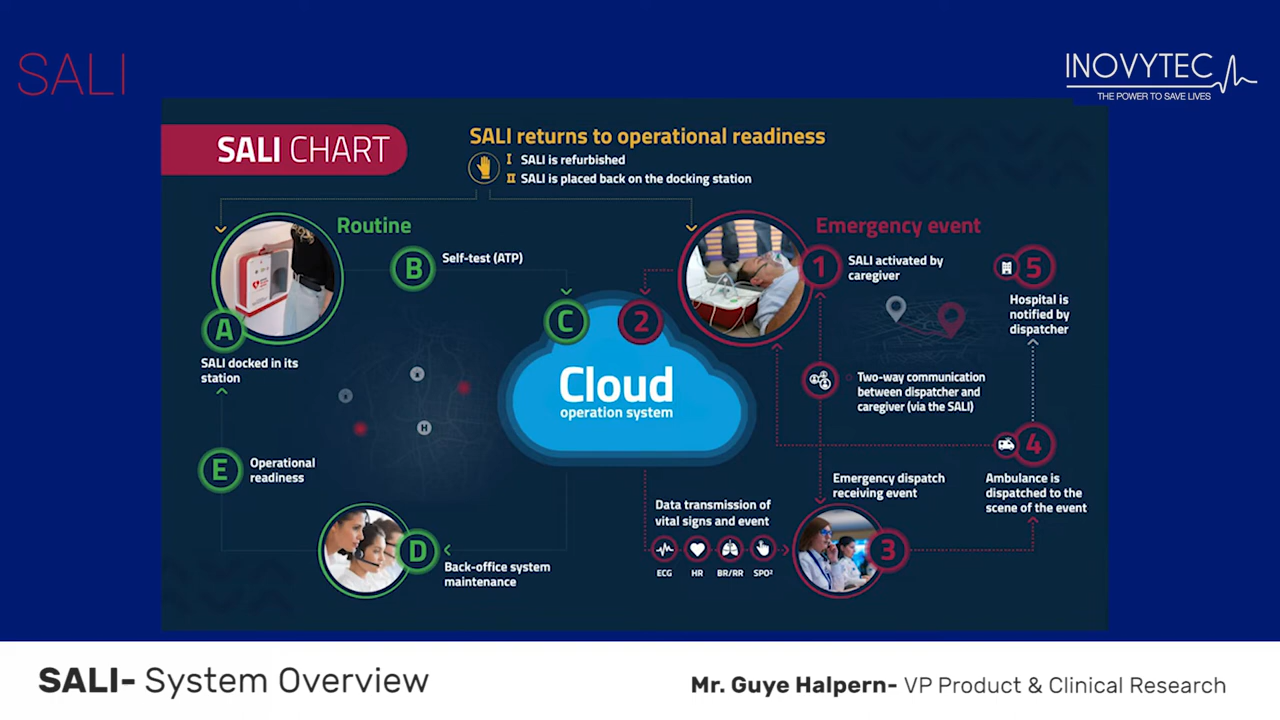 SALI
INOVYTEC
THE POWER TO SAVE LIVES
SALI CHART
SALI returns to operational readiness
I SALI is refurbished
II SALI is placed back on the docking station
Routine
A
SALI docked in its
station
B
Self-test (ATP)
C
D
Back-office system
maintenance
E
Operational
readiness
H
Cloud
operation system
Emergency event
1
SALI activated by
caregiver
2
Data transmission of
vital signs and event
ECG
HR
BR/RR
SPO²
Two-way communication
between dispatcher and
caregiver (via the SALI)
Emergency dispatch
receiving event
3
4
Ambulance is
dispatched to the
scene of the event
5
Hospital is
notified by
dispatcher
SALI- System Overview
Mr. Guye Halpern- VP Product & Clinical Research